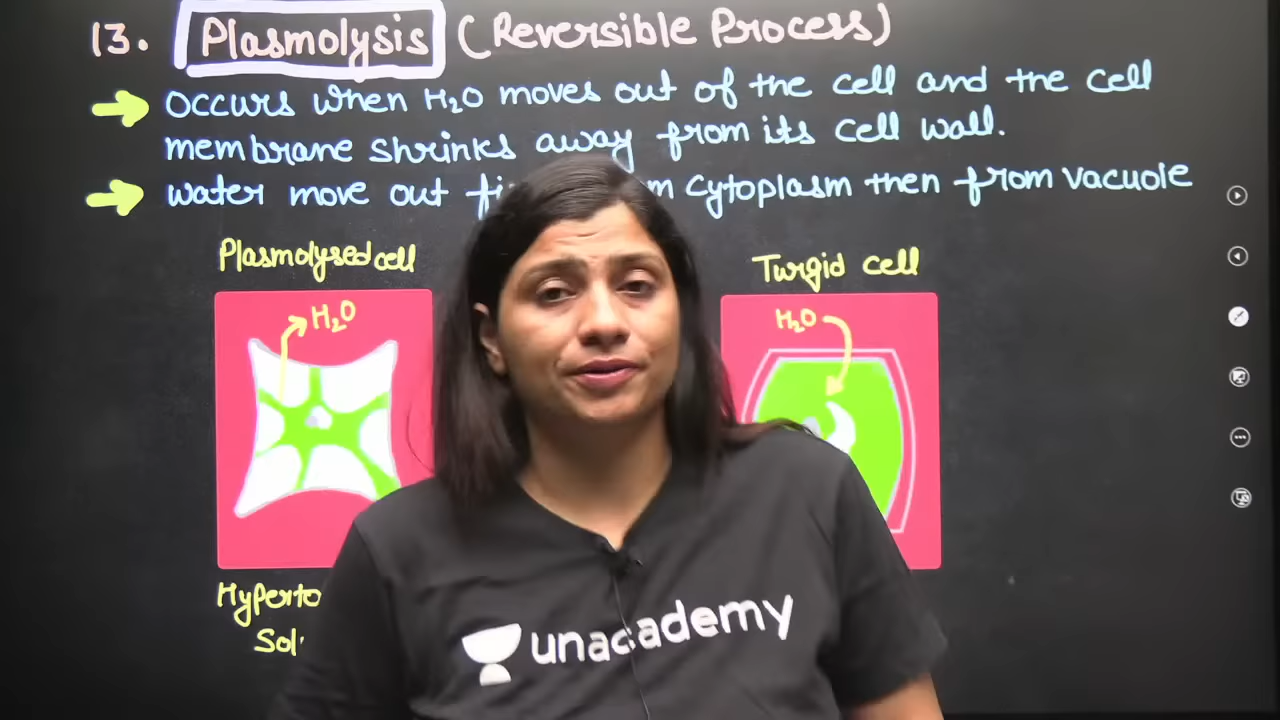 13. Plasmolysis (Reversible Process)
Occurs when H₂O moves out of the cell and the cell
membrane shrinks away from its cell wall.
water move out cytoplasm then from vacuole
Plasmolysed cell
Turgid cell
H₂O
H₂O
unacademy